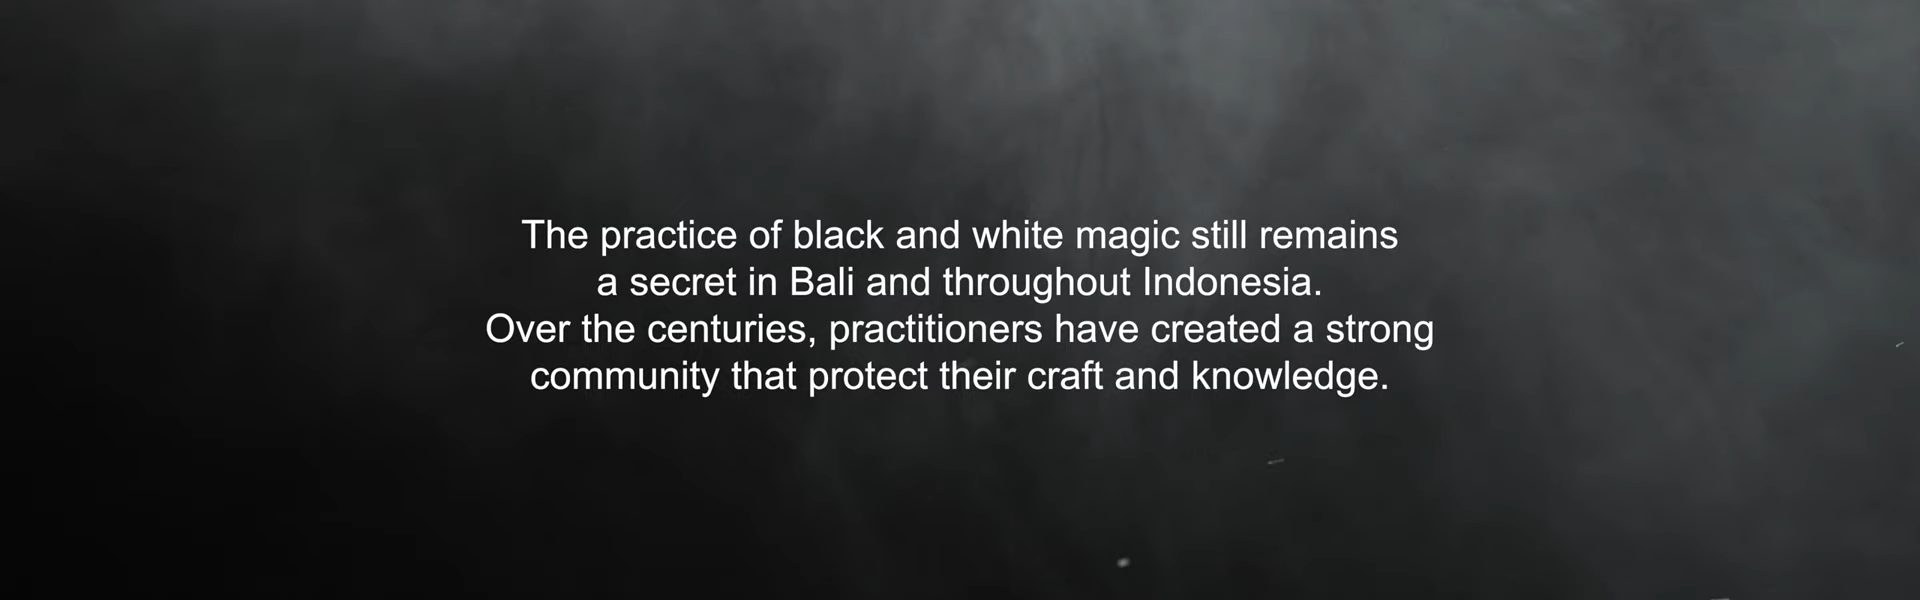 The practice of black and white magic still remains
a secret in Bali and throughout Indonesia.
Over the centuries, practitioners have created a strong
community that protect their craft and knowledge.